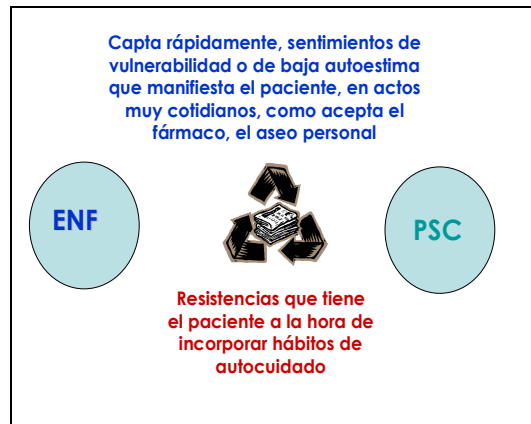 Capta rápidamente, sentimientos de
vulnerabilidad o de baja autoestima
que manifiesta el paciente, en actos
muy cotidianos, como acepta el
fármaco, el aseo personal
ENF
PSC
Resistencias que tiene
el paciente a la hora de
incorporar hábitos de
autocuidado